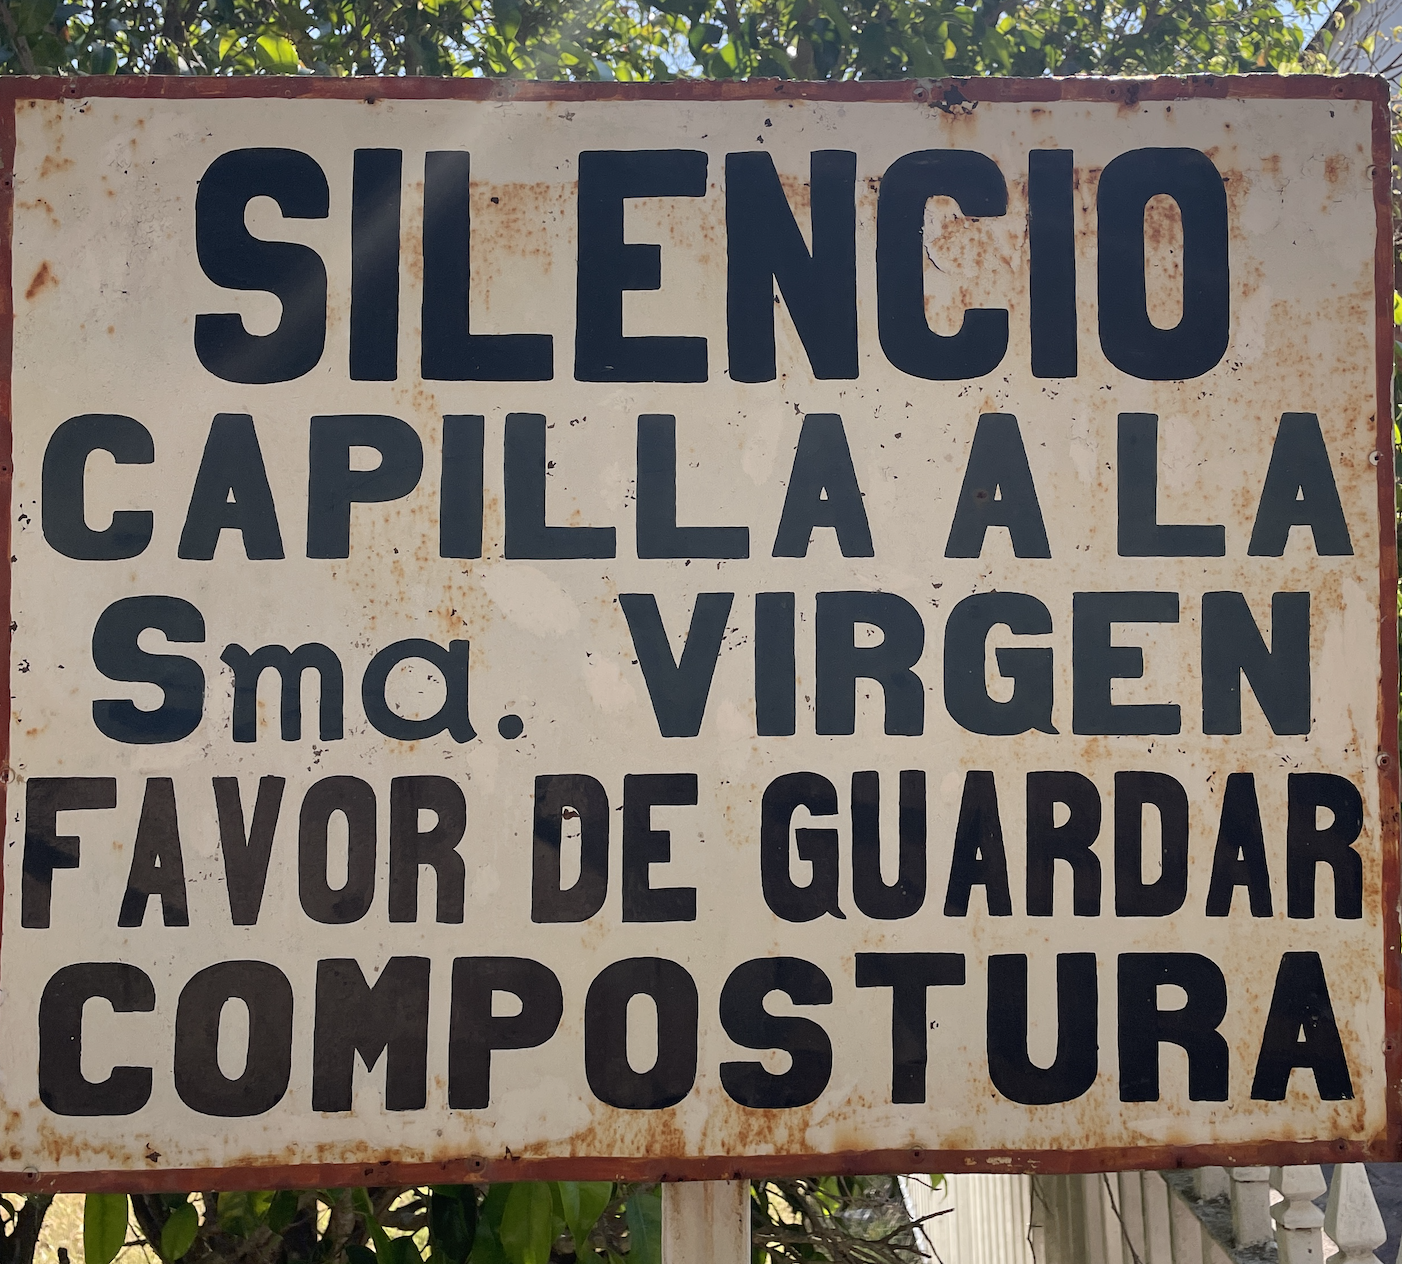 SILENCIO
CAPILLA A LA
Sma. VIRGEN
FAVOR DE GUARDAR
COMPOSTURA